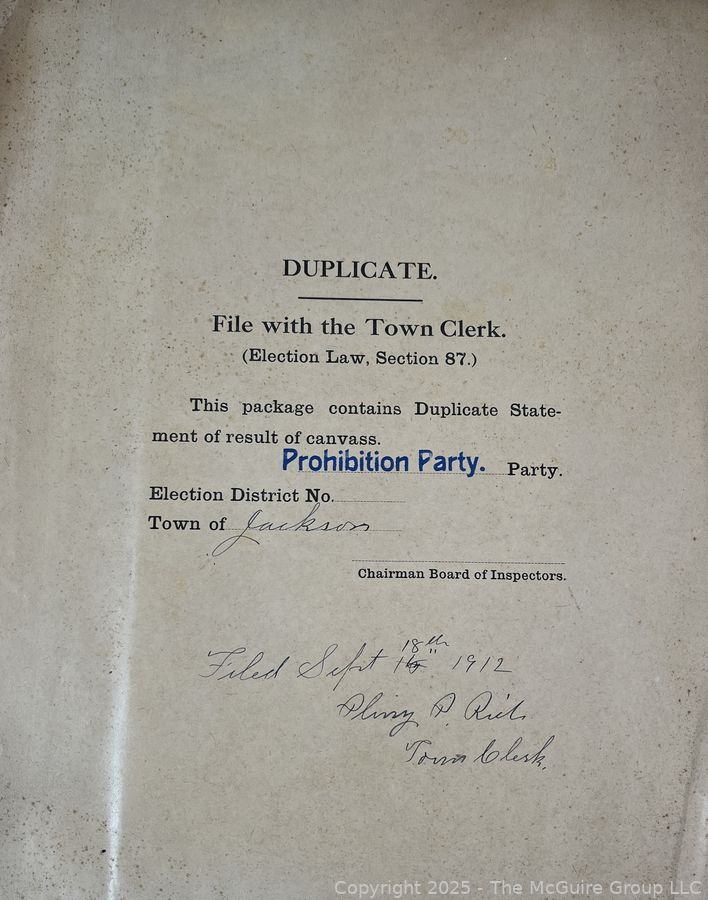 DUPLICATE.
File with the Town Clerk.
(Election Law, Section 87.)
This package contains Duplicate State-
ment of result of canvass.
Prohibition Party. Party.
Election District No.
Town of Jackson
Chairman Board of Inspectors.
18th
Filed Sept 1912
Pliny P.
Town Clerk.
Copyright 2025 - The McGuire Group LLC